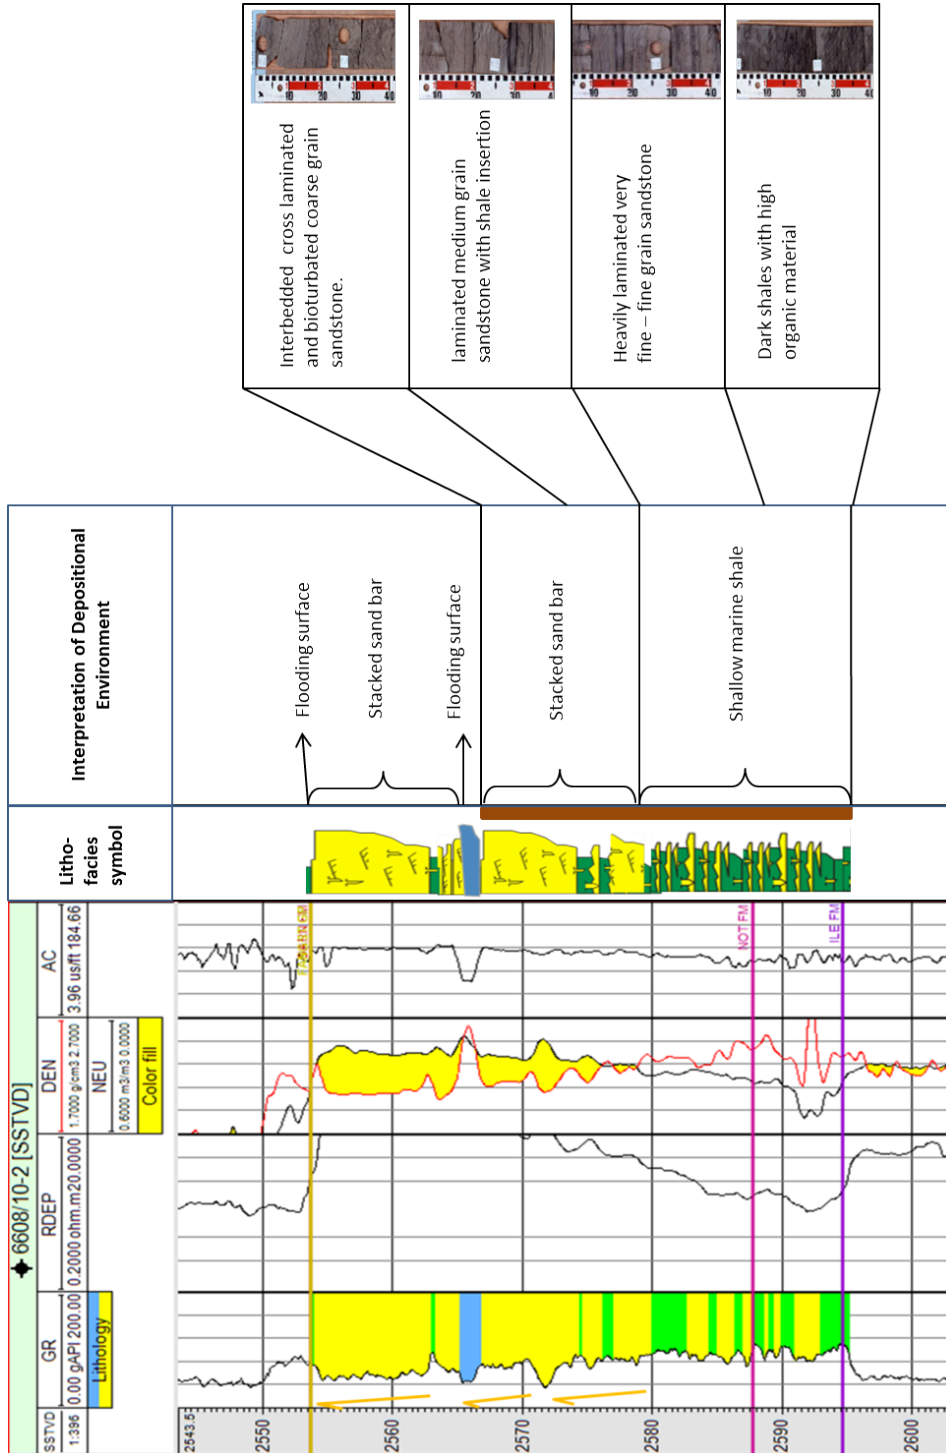 6608/10-2 [SSTVD]
SSTVD
1:396
GR
0.00 gAPI 200.00
Lithology
RDEP
0.2000 ohm.m 20.0000
DEN
1.7000 g/cm3 2.7000
NEU
0.6000 m3/m3 0.0000
Color fill
AC
3.96 us/ft 184.66
Litho-
facies
symbol
Interpretation of Depositional
Environment
2543.5
2550
2560
2570
2580
2590
2600
NOT FM
ILE FM
Flooding surface
Stacked sand bar
Flooding surface
Stacked sand bar
Shallow marine shale
Interbedded cross laminated
and bioturbated coarse grain
sandstone.
laminated medium grain
sandstone with shale insertion
Heavily laminated very
fine – fine grain sandstone
Dark shales with high
organic material